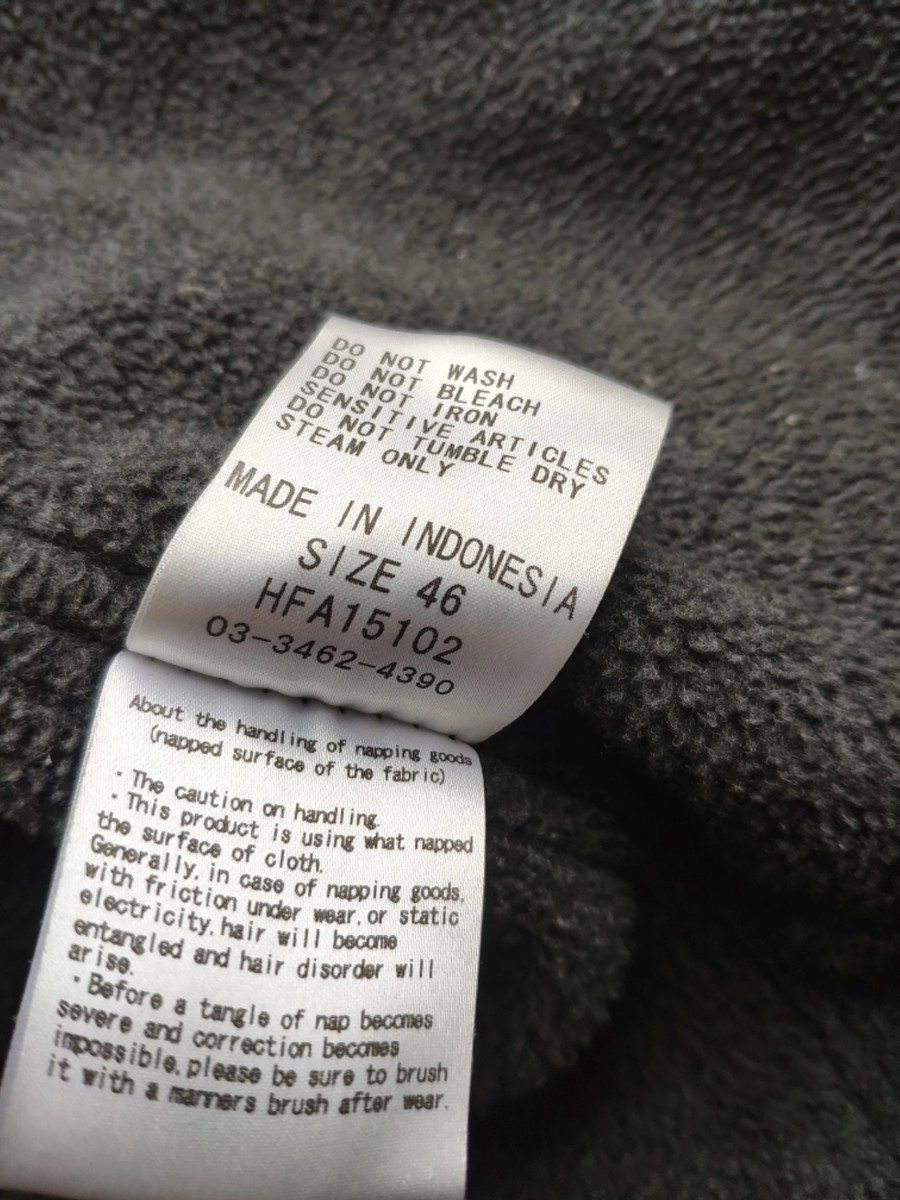 DO NOT WASH
DO NOT BLEACH
DO NOT IRON
SENSITIVE ARTICLES
DO NOT TUMBLE DRY
STEAM ONLY
MADE IN INDONESIA
SIZE 46
HFA15102
03-3462-4390
About the handling of napping goods
(napped surface of the fabric)
・The caution on handling.
・This product is using what napped
the surface of cloth.
Generally, in case of napping goods,
with friction under wear, or static
electricity, hair will become
entangled and hair disorder will
arise.
・Before a tangle of nap becomes
severe and correction becomes
impossible, please be sure to brush
it with a manners brush after wear.